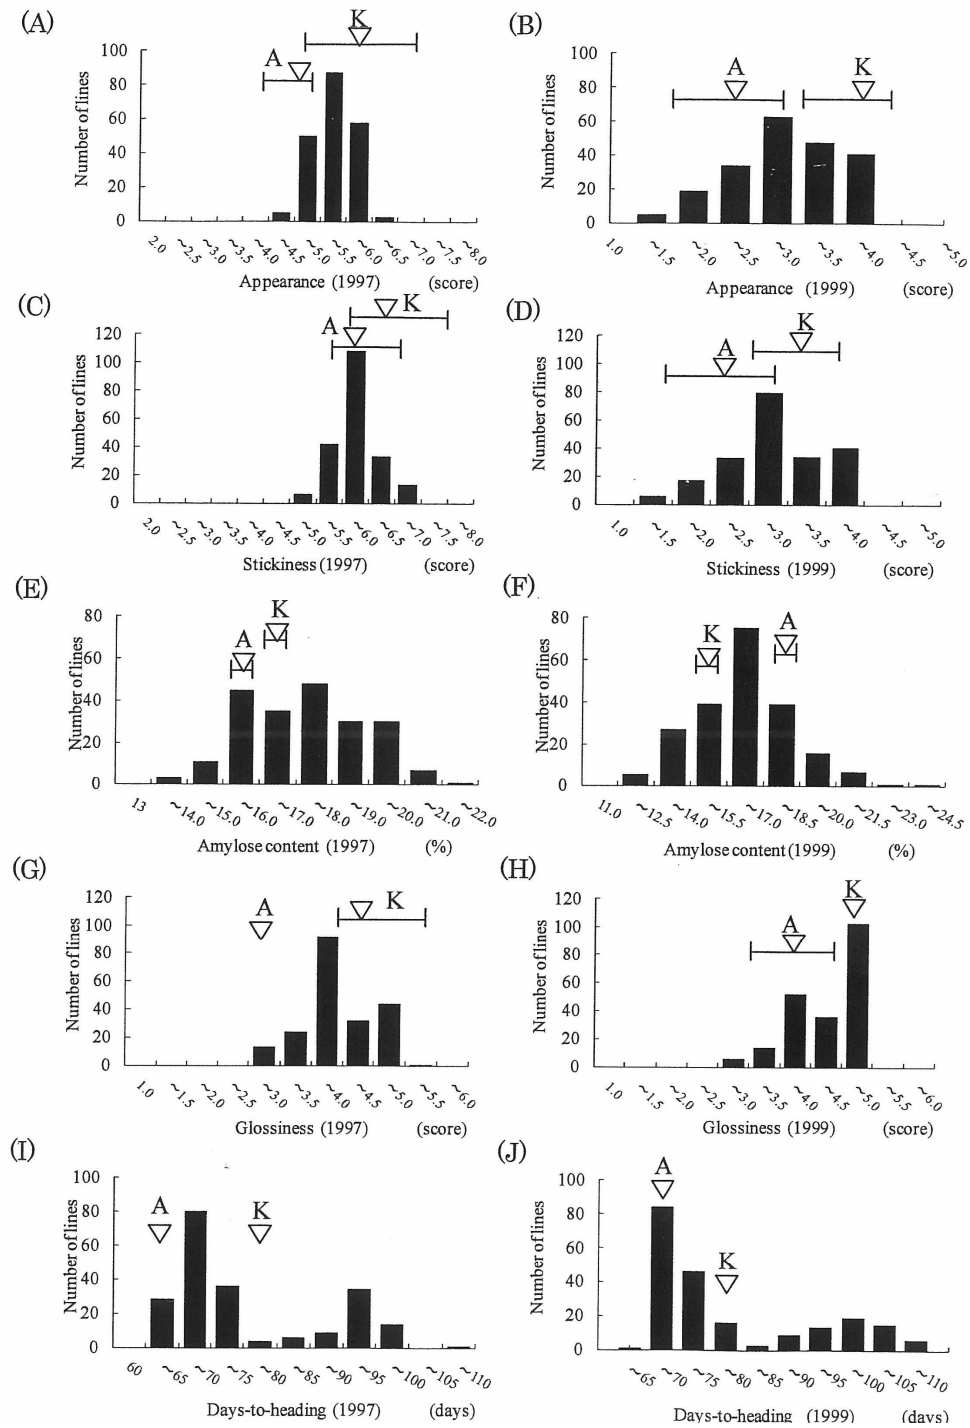 (A)
K
A
Number of lines
100
80
60
40
20
0
2.0 ~2.5 ~3.0 ~3.5 ~4.0 ~4.5 ~5.0 ~5.5 ~6.0 ~6.5 ~7.0 ~7.5 ~8.0
Appearance (1997) (score)
(B)
A
K
Number of lines
100
80
60
40
20
0
1.0 ~1.5 ~2.0 ~2.5 ~3.0 ~3.5 ~4.0 ~4.5 ~5.0
Appearance (1999) (score)
(C)
K
A
Number of lines
120
100
80
60
40
20
0
2.0 ~2.5 ~3.0 ~3.5 ~4.0 ~4.5 ~5.0 ~5.5 ~6.0 ~6.5 ~7.0 ~7.5 ~8.0
Stickiness (1997) (score)
(D)
K
A
Number of lines
120
100
80
60
40
20
0
1.0 ~1.5 ~2.0 ~2.5 ~3.0 ~3.5 ~4.0 ~4.5 ~5.0
Stickiness (1999) (score)
(E)
K
A
Number of lines
80
60
40
20
0
13 ~14.0 ~15.0 ~16.0 ~17.0 ~18.0 ~19.0 ~20.0 ~21.0 ~22.0
Amylose content (1997) (%)
(F)
A
K
Number of lines
80
60
40
20
0
11.0 ~12.5 ~14.0 ~15.5 ~17.0 ~18.5 ~20.0 ~21.5 ~23.0 ~24.5
Amylose content (1999) (%)
(G)
A
K
Number of lines
120
100
80
60
40
20
0
1.0 ~1.5 ~2.0 ~2.5 ~3.0 ~3.5 ~4.0 ~4.5 ~5.0 ~5.5 ~6.0
Glossiness (1997) (score)
(H)
K
A
Number of lines
120
100
80
60
40
20
0
1.0 ~1.5 ~2.0 ~2.5 ~3.0 ~3.5 ~4.0 ~4.5 ~5.0 ~5.5 ~6.0
Glossiness (1999) (score)
(I)
A
K
Number of lines
100
80
60
40
20
0
60 ~65 ~70 ~75 ~80 ~85 ~90 ~95 ~100 ~105 ~110
Days-to-heading (1997) (days)
(J)
A
K
Number of lines
100
80
60
40
20
0
~65 ~70 ~75 ~80 ~85 ~90 ~95 ~100 ~105 ~110
Days-to-heading (1999) (days)